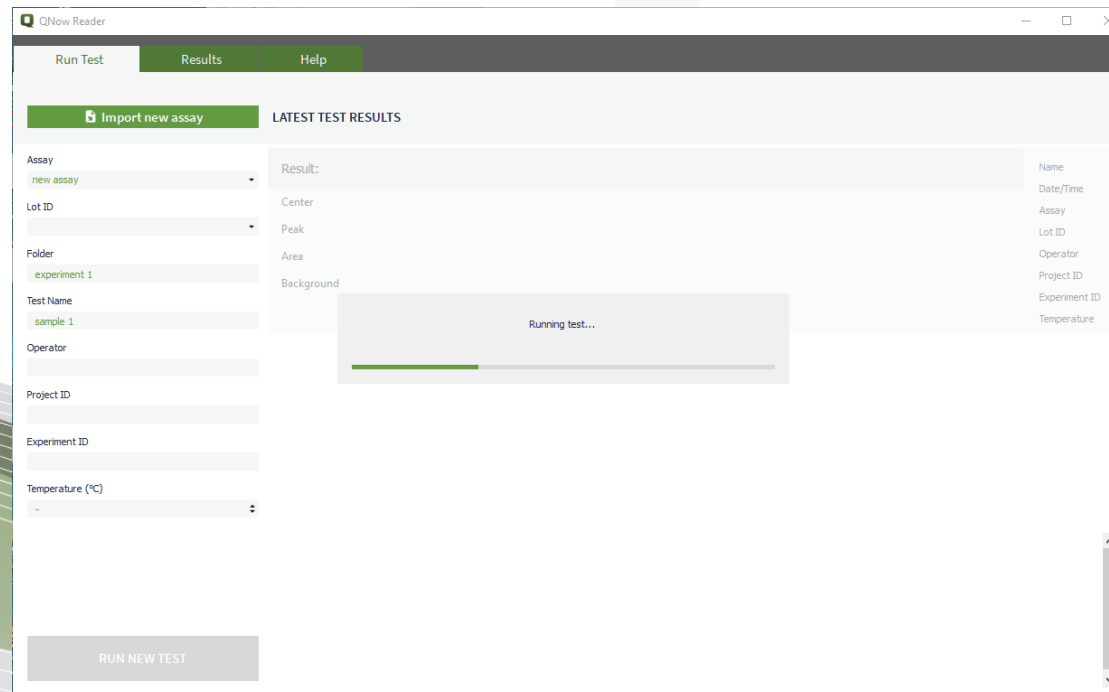 QNow Reader
Run Test
Results
Help
Import new assay
LATEST TEST RESULTS
Assay
new assay
Lot ID
Folder
experiment 1
Test Name
sample 1
Operator
Project ID
Experiment ID
Temperature (°C)
-
RUN NEW TEST
Result:
Center
Peak
Area
Background
Running test...
Name
Date/Time
Assay
Lot ID
Operator
Project ID
Experiment ID
Temperature